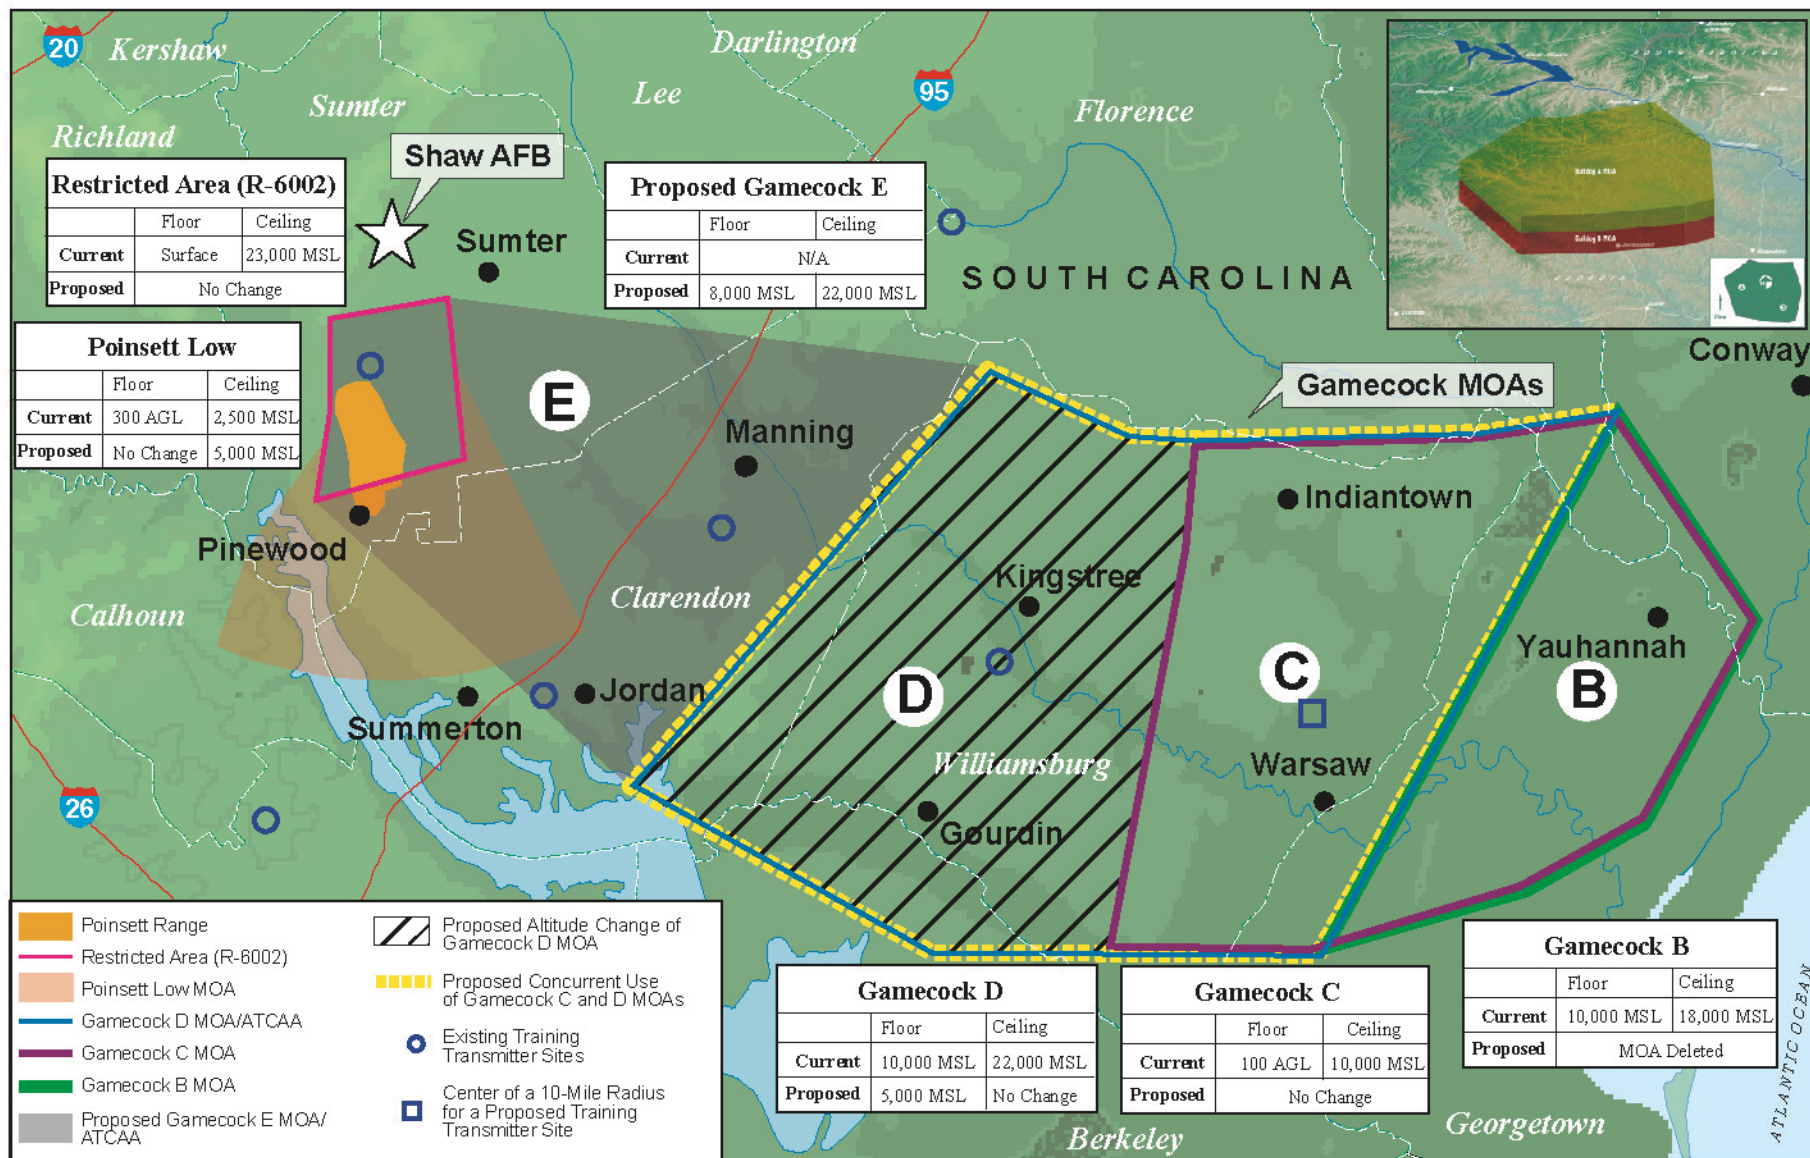 20
Kershaw
Darlington
95
Lee
Sumter
Florence
Richland
Shaw AFB
Restricted Area (R-6002)
Floor Ceiling
Current Surface 23,000 MSL
Proposed No Change
Proposed Gamecock E
Floor Ceiling
Current N/A
Proposed 8,000 MSL 22,000 MSL
Sumter
SOUTH CAROLINA
Bulldog A MOA
Bulldog B MOA
Poinsett Low
Floor Ceiling
Current 300 AGL 2,500 MSL
Proposed No Change 5,000 MSL
Conway
Gamecock MOAs
E
Manning
Indiantown
Pinewood
Kingstree
Calhoun
Clarendon
Yauhannah
D
C
B
Jordan
Summerton
Williamsburg
Warsaw
26
Gourdin
Poinsett Range
Restricted Area (R-6002)
Poinsett Low MOA
Gamecock D MOA/ATCAA
Gamecock C MOA
Gamecock B MOA
Proposed Gamecock E MOA/
ATCAA
Proposed Altitude Change of
Gamecock D MOA
Proposed Concurrent Use
of Gamecock C and D MOAs
Existing Training
Transmitter Sites
Center of a 10-Mile Radius
for a Proposed Training
Transmitter Site
Gamecock D
Floor Ceiling
Current 10,000 MSL 22,000 MSL
Proposed 5,000 MSL No Change
Gamecock C
Floor Ceiling
Current 100 AGL 10,000 MSL
Proposed No Change
Gamecock B
Floor Ceiling
Current 10,000 MSL 18,000 MSL
Proposed MOA Deleted
ATLANTIC OCEAN
Georgetown
Berkeley